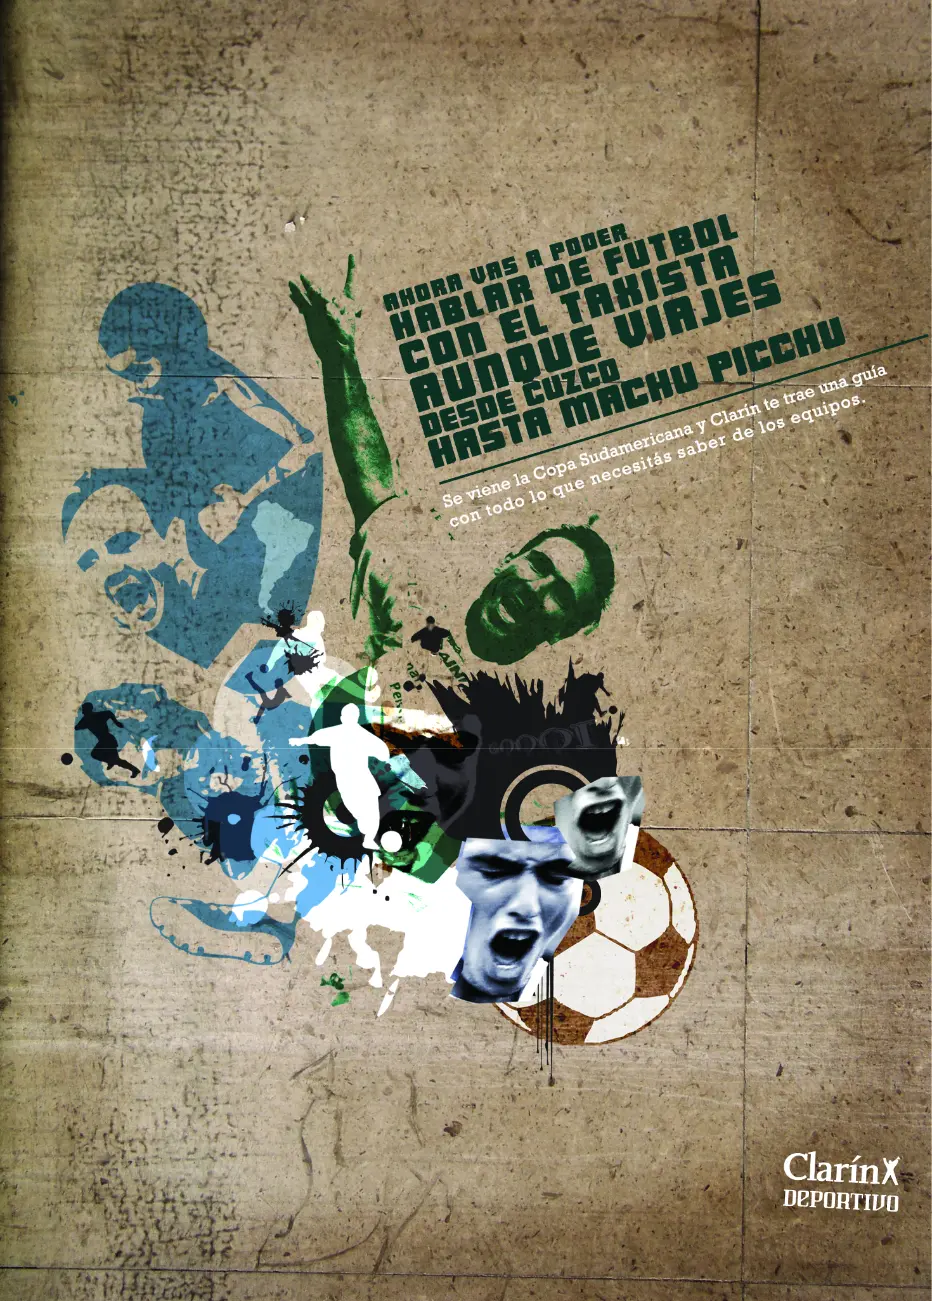 AHORA VAS A PODER
HABLAR DE FÚTBOL
CON EL TAXISTA
AUNQUE VIAJES
DESDE CUZCO
HASTA MACHU PICCHU
Se viene la Copa Sudamericana y Clarín te trae una guía
con todo lo que necesitás saber de los equipos.
Clarín
DEPORTIVO